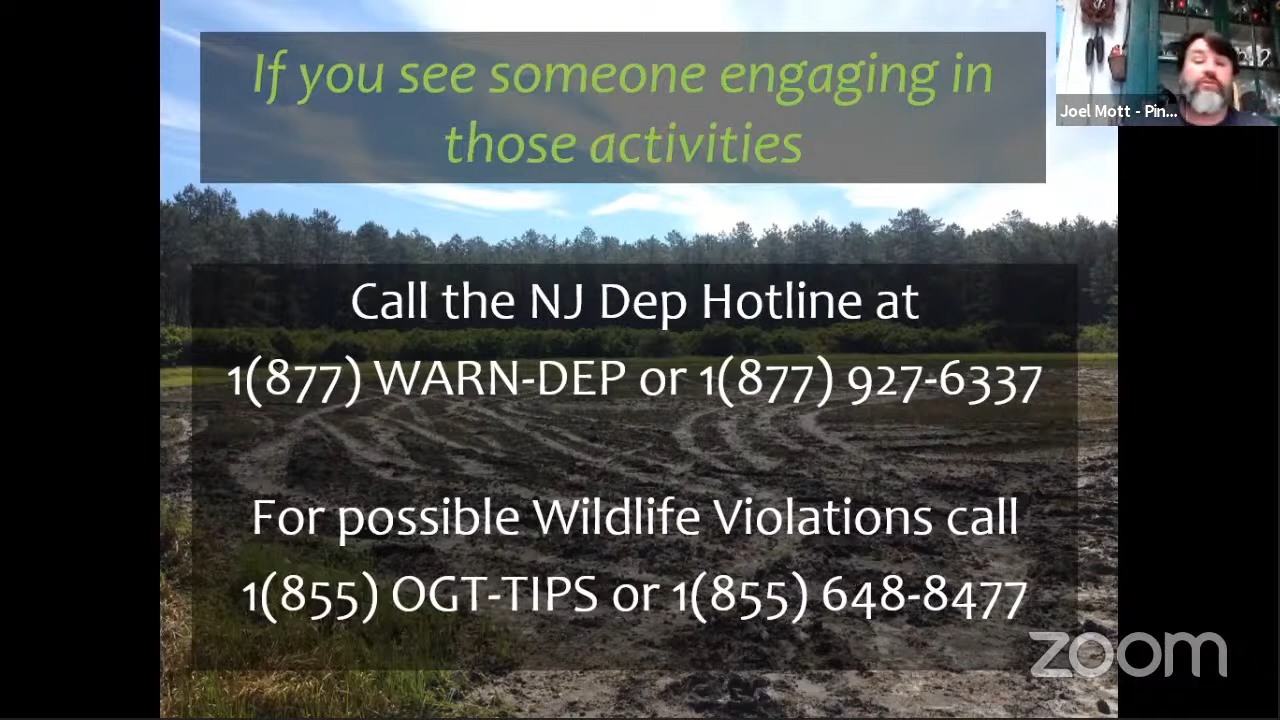 If you see someone engaging in
those activities
Joel Mott - Pin...
Call the NJ Dep Hotline at
1(877) WARN-DEP or 1(877) 927-6337
For possible Wildlife Violations call
1(855) OGT-TIPS or 1(855) 648-8477
zoom